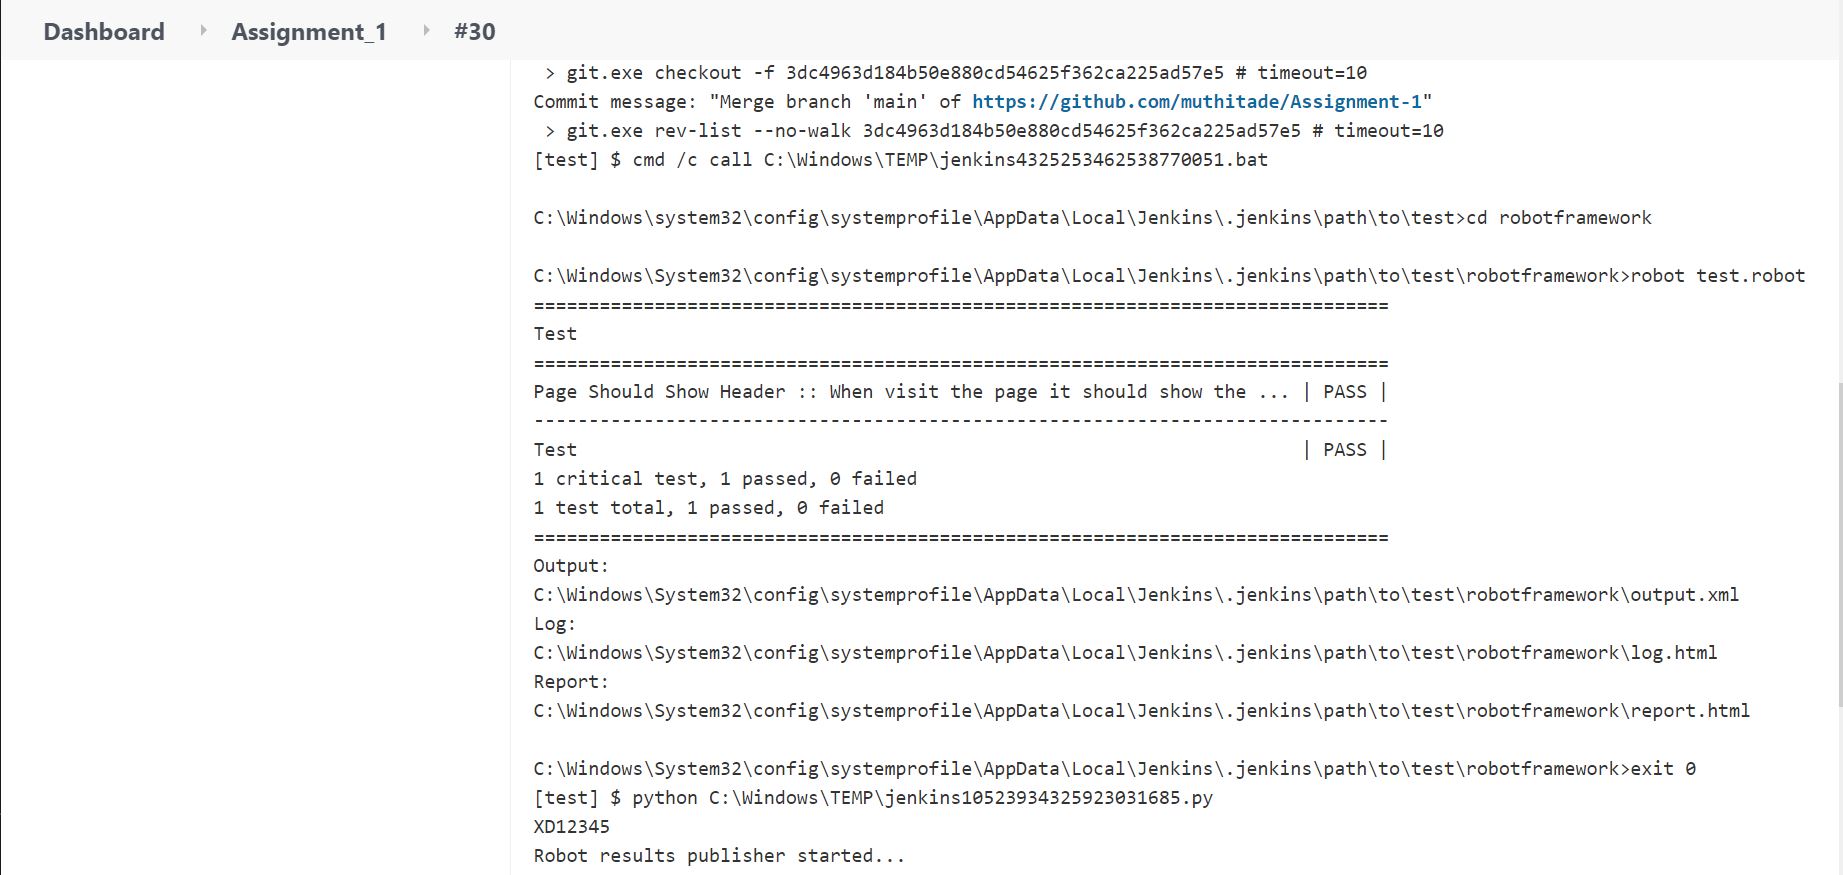 Dashboard > Assignment_1 > #30
> git.exe checkout -f 3dc4963d184b50e880cd54625f362ca225ad57e5 # timeout=10
Commit message: "Merge branch 'main' of https://github.com/muthitade/Assignment-1"
> git.exe rev-list --no-walk 3dc4963d184b50e880cd54625f362ca225ad57e5 # timeout=10
[test] $ cmd /c call C:\Windows\TEMP\jenkins4325253462538770051.bat
C:\Windows\system32\config\systemprofile\AppData\Local\Jenkins\.jenkins\path\to\test>cd robotframework
C:\Windows\System32\config\systemprofile\AppData\Local\Jenkins\.jenkins\path\to\test\robotframework>robot test.robot
==============================================================================
Test
==============================================================================
Page Should Show Header :: When visit the page it should show the ... | PASS |
------------------------------------------------------------------------------
Test | PASS |
1 critical test, 1 passed, 0 failed
1 test total, 1 passed, 0 failed
==============================================================================
Output:
C:\Windows\System32\config\systemprofile\AppData\Local\Jenkins\.jenkins\path\to\test\robotframework\output.xml
Log:
C:\Windows\System32\config\systemprofile\AppData\Local\Jenkins\.jenkins\path\to\test\robotframework\log.html
Report:
C:\Windows\System32\config\systemprofile\AppData\Local\Jenkins\.jenkins\path\to\test\robotframework\report.html
C:\Windows\System32\config\systemprofile\AppData\Local\Jenkins\.jenkins\path\to\test\robotframework>exit 0
[test] $ python C:\Windows\TEMP\jenkins10523934325923031685.py
XD12345
Robot results publisher started...